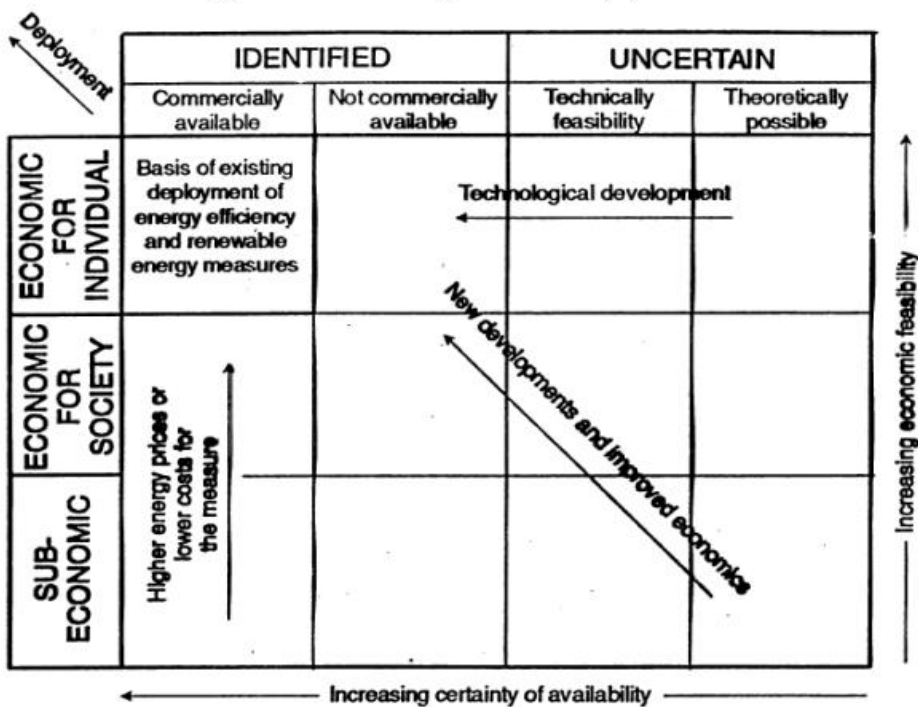 Deployment
IDENTIFIED
UNCERTAIN
Commercially
available
Not commercially
available
Technically
feasibility
Theoretically
possible
ECONOMIC
FOR
INDIVIDUAL
Basis of existing
deployment of
energy efficiency
and renewable
energy measures
Technological development
ECONOMIC
FOR
SOCIETY
New developments and improved economics
Higher energy prices or
lower costs for
the measure
SUB-
ECONOMIC
Increasing economic feasibility
Increasing certainty of availability